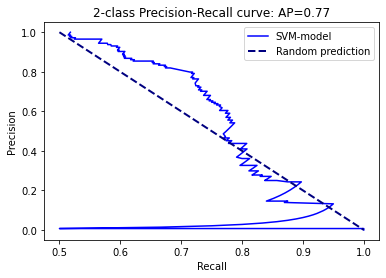 2-class Precision-Recall curve: AP=0.77
SVM-model
Random prediction
Precision
1.0
0.8
0.6
0.4
0.2
0.0
0.5 0.6 0.7 0.8 0.9 1.0
Recall